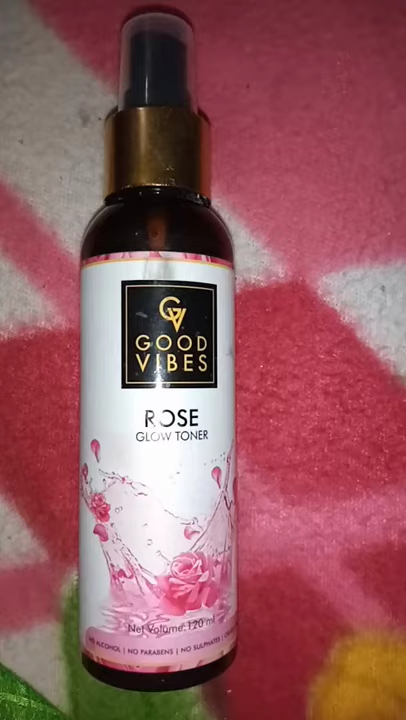 GV
GOOD
VIBES
ROSE
GLOW TONER
Net Volume:120 ml
NO ALCOHOL | NO PARABENS | NO SULPHATES |